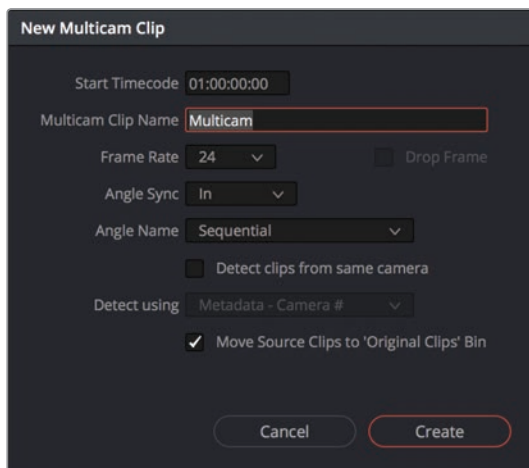 New Multicam Clip
Start Timecode 01:00:00:00
Multicam Clip Name Multicam
Frame Rate 24 Drop Frame
Angle Sync In
Angle Name Sequential
Detect clips from same camera
Detect using Metadata - Camera #
Move Source Clips to 'Original Clips' Bin
Cancel Create